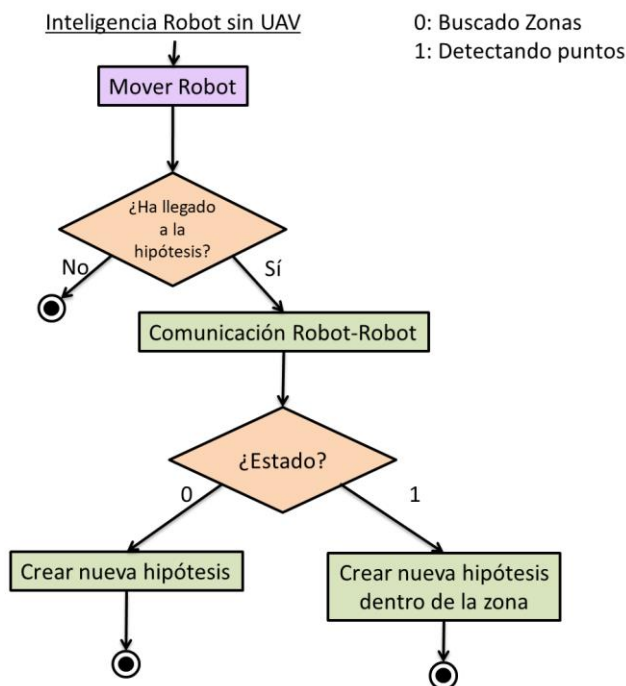 Inteligencia Robot sin UAV
0: Buscado Zonas
1: Detectando puntos
Mover Robot
¿Ha llegado
a la
hipótesis?
No
Sí
Comunicación Robot-Robot
¿Estado?
0
1
Crear nueva hipótesis
Crear nueva hipótesis
dentro de la zona